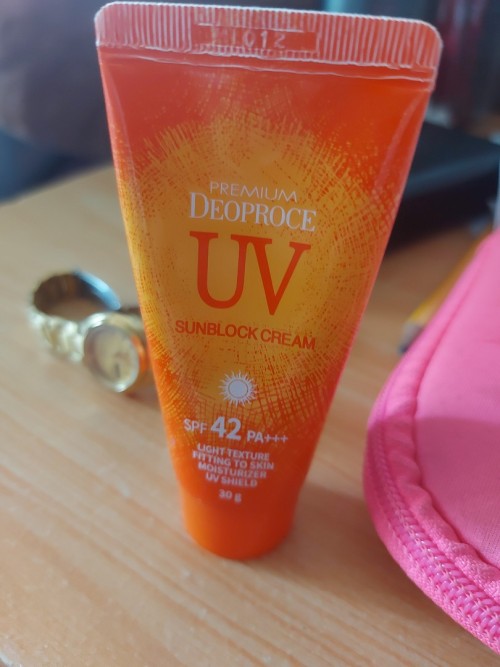 PREMIUM
DEOPROCE
UV
SUNBLOCK CREAM
SPF 42 PA+++
LIGHT-TEXTURE
FITTING TO SKIN
MOISTURIZER
UV SHIELD
30 g